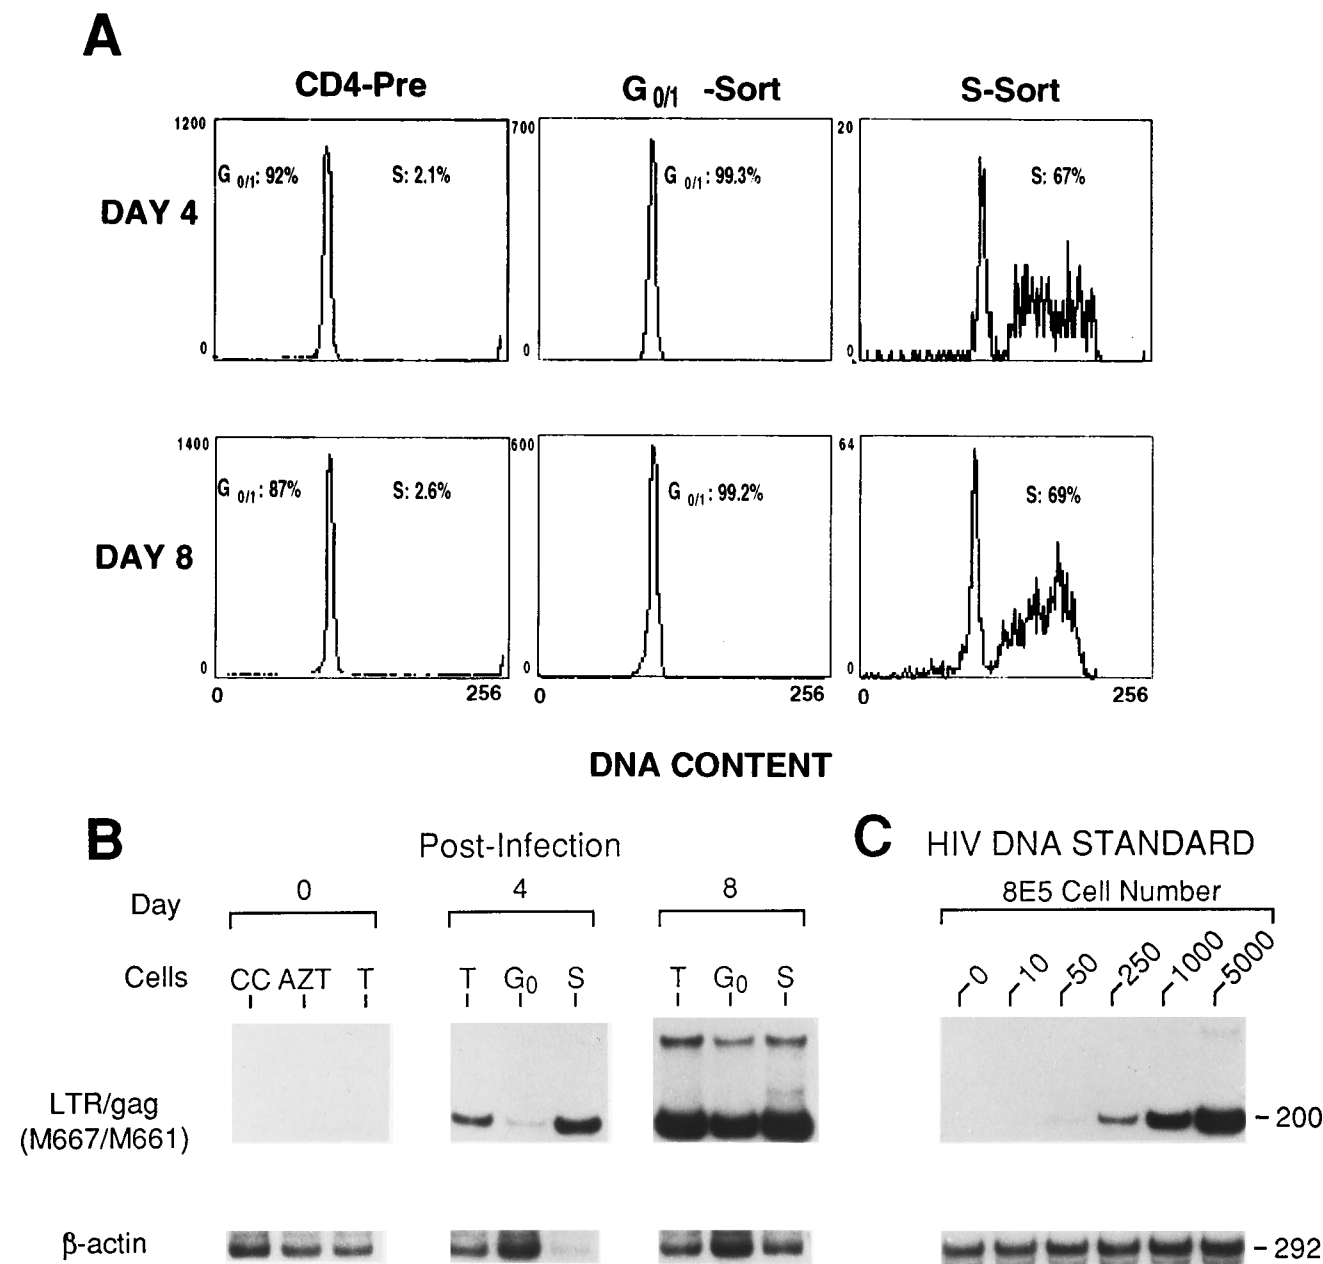 A
CD4-Pre
G 0/1 -Sort
S-Sort
DAY 4
1200
G 0/1: 92%
S: 2.1%
0
700
G 0/1: 99.3%
0
20
S: 67%
0
DAY 8
1400
G 0/1: 87%
S: 2.6%
0
0
256
600
G 0/1: 99.2%
0
0
256
64
S: 69%
0
0
256
DNA CONTENT
B
Post-Infection
Day
0
4
8
Cells
CC AZT T
T G0 S
T G0 S
LTR/gag
(M667/M661)
β-actin
C
HIV DNA STANDARD
8E5 Cell Number
0
10
50
250
1000
5000
- 200
- 292